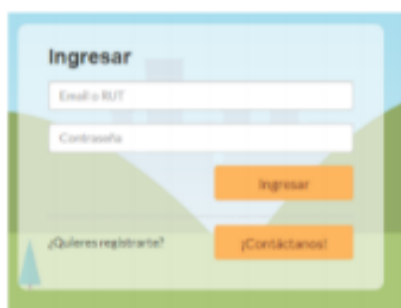 Ingresar
Email o RUT
Contraseña
Ingresar
¿Quieres registrarte?
¡Contáctanos!